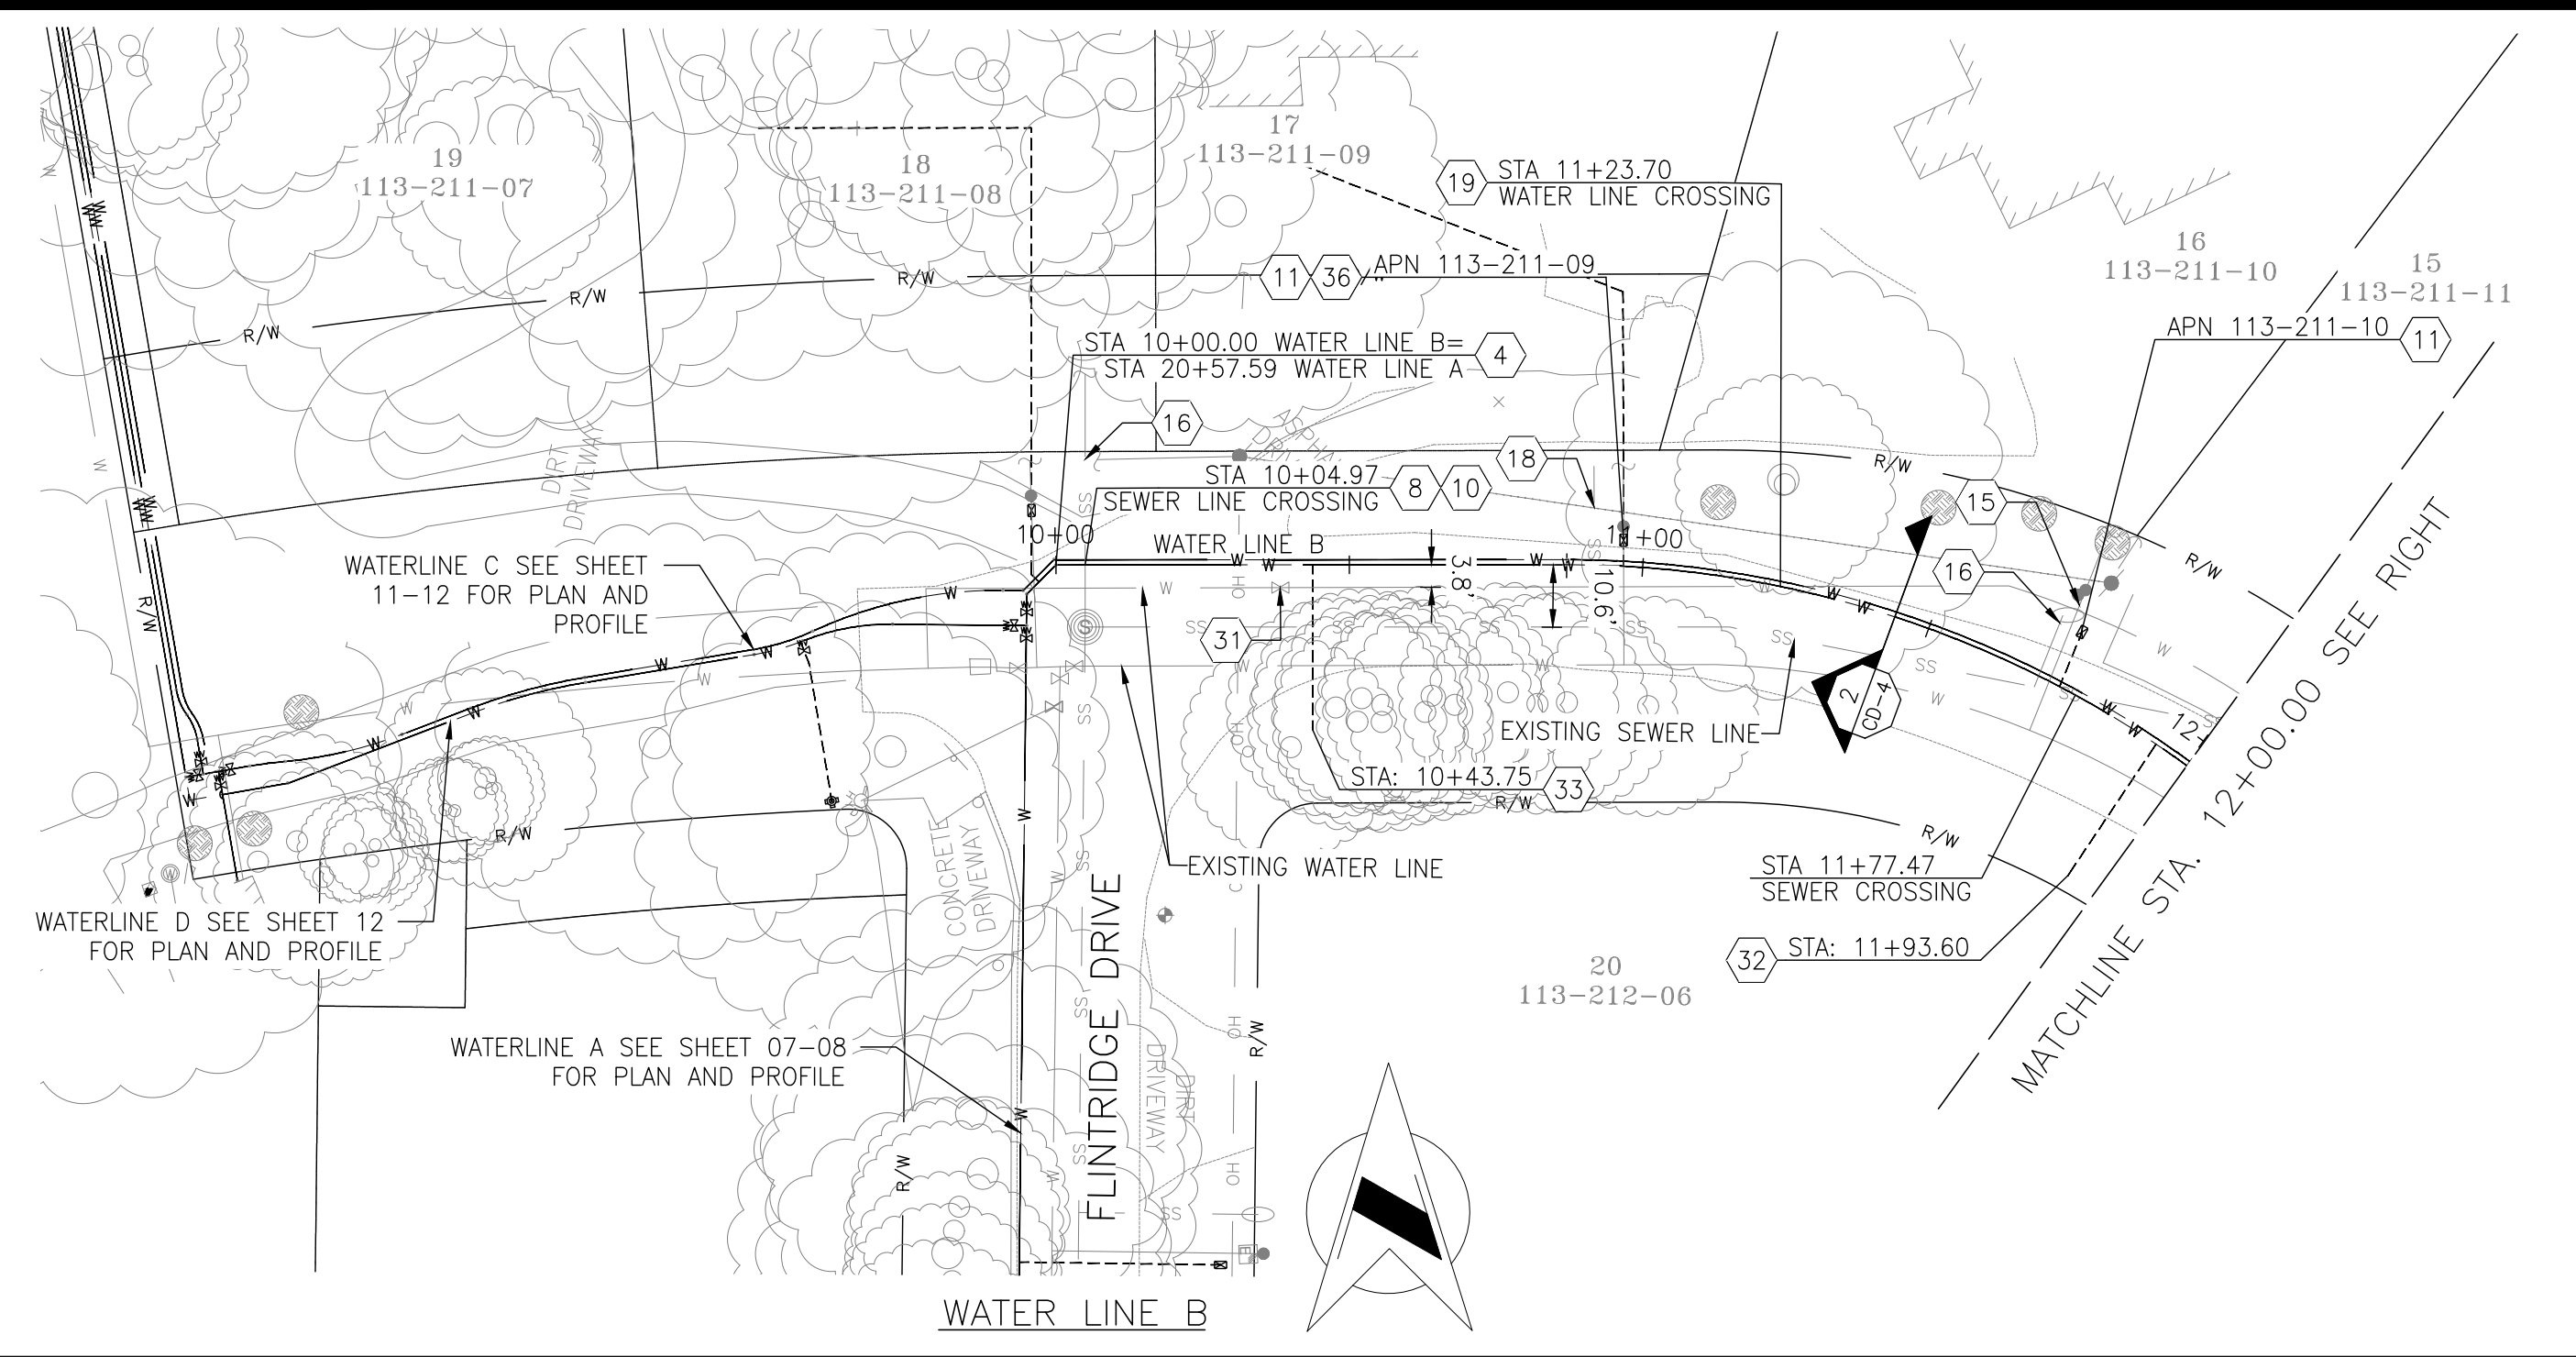 19
113-211-07
18
113-211-08
17
113-211-09
19
STA 11+23.70
WATER LINE CROSSING
16
113-211-10
15
113-211-11
R/W
R/W
R/W
11
36
APN 113-211-09
APN 113-211-10
11
STA 10+00.00 WATER LINE B=
STA 20+57.59 WATER LINE A
4
16
DIRT
DRIVEWAY
STA 10+04.97
SEWER LINE CROSSING
8
10
18
R/W
15
10+00
WATER LINE B
11+00
3.8'
10.6'
16
R/W
WATERLINE C SEE SHEET
11-12 FOR PLAN AND
PROFILE
R/W
31
EXISTING SEWER LINE
2
CD-4
STA: 10+43.75
33
R/W
R/W
R/W
EXISTING WATER LINE
CONCRETE
DRIVEWAY
STA 11+77.47
SEWER CROSSING
WATERLINE D SEE SHEET 12
FOR PLAN AND PROFILE
32
STA: 11+93.60
20
113-212-06
12+
MATCHLINE STA. 12+00.00 SEE RIGHT
WATERLINE A SEE SHEET 07-08
FOR PLAN AND PROFILE
FLINTRIDGE DRIVE
DIRT
DRIVEWAY
R/W
R/W
WATER LINE B